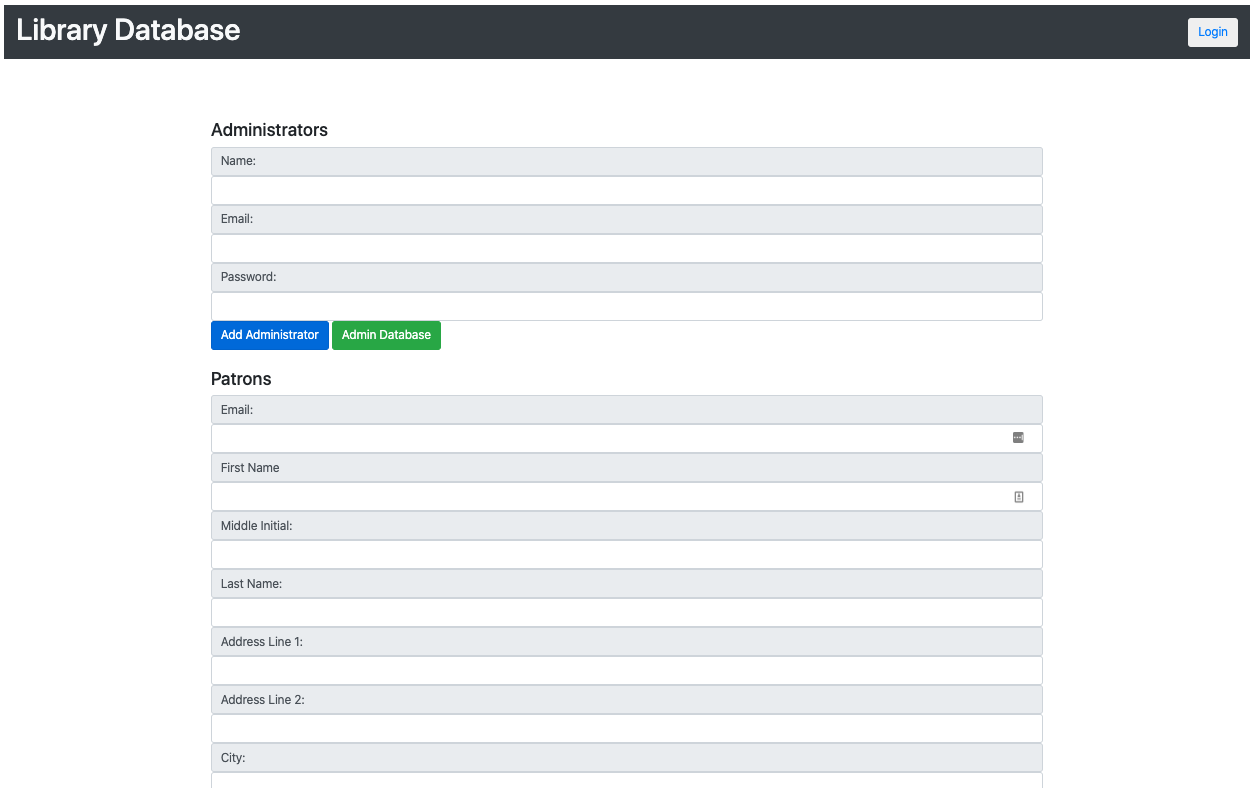 Library Database
Login
Administrators
Name:
Email:
Password:
Add Administrator Admin Database
Patrons
Email:
First Name
Middle Initial:
Last Name:
Address Line 1:
Address Line 2:
City: